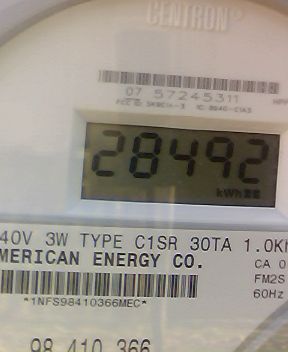 CENTRON®
07 57245311
28492
kWh
40V 3W TYPE C1SR 30TA 1.0Kh
MERICAN ENERGY CO.
CA 0
FM2S
60Hz
*1NFS98410366MEC*
98 410 366